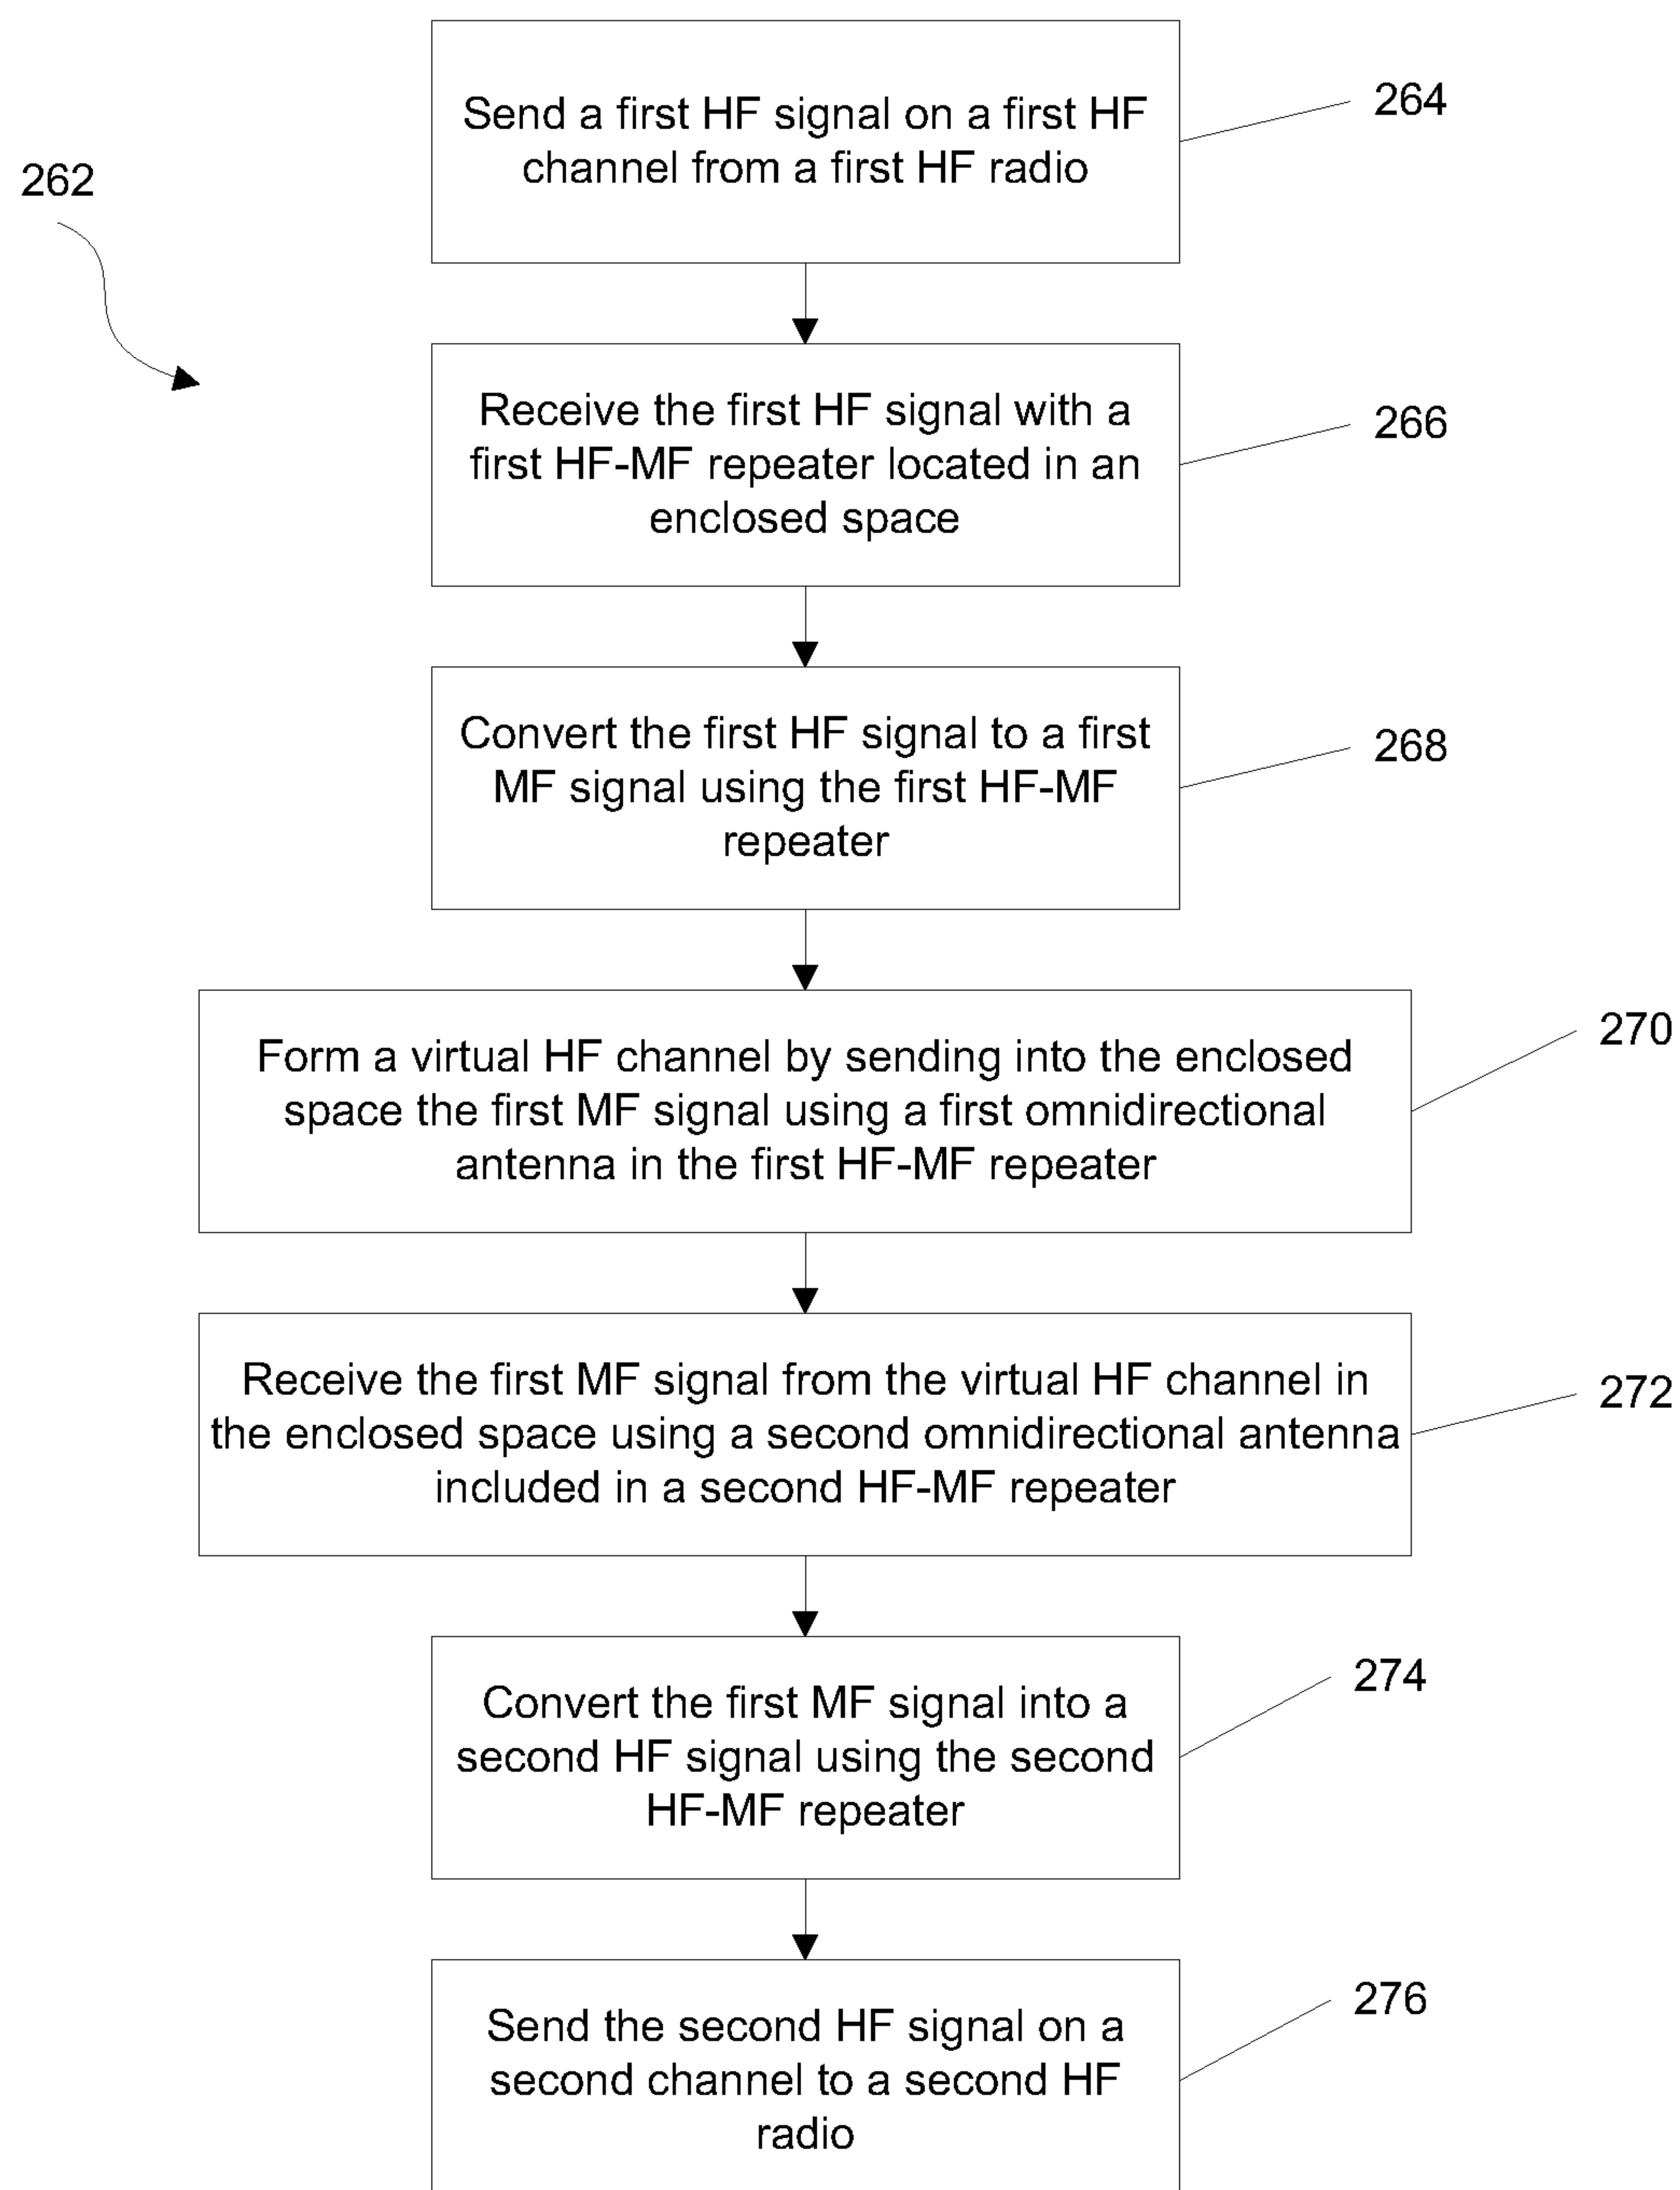 262
Send a first HF signal on a first HF
channel from a first HF radio
264
Receive the first HF signal with a
first HF-MF repeater located in an
enclosed space
266
Convert the first HF signal to a first
MF signal using the first HF-MF
repeater
268
Form a virtual HF channel by sending into the enclosed
space the first MF signal using a first omnidirectional
antenna in the first HF-MF repeater
270
Receive the first MF signal from the virtual HF channel in
the enclosed space using a second omnidirectional antenna
included in a second HF-MF repeater
272
Convert the first MF signal into a
second HF signal using the second
HF-MF repeater
274
Send the second HF signal on a
second channel to a second HF
radio
276